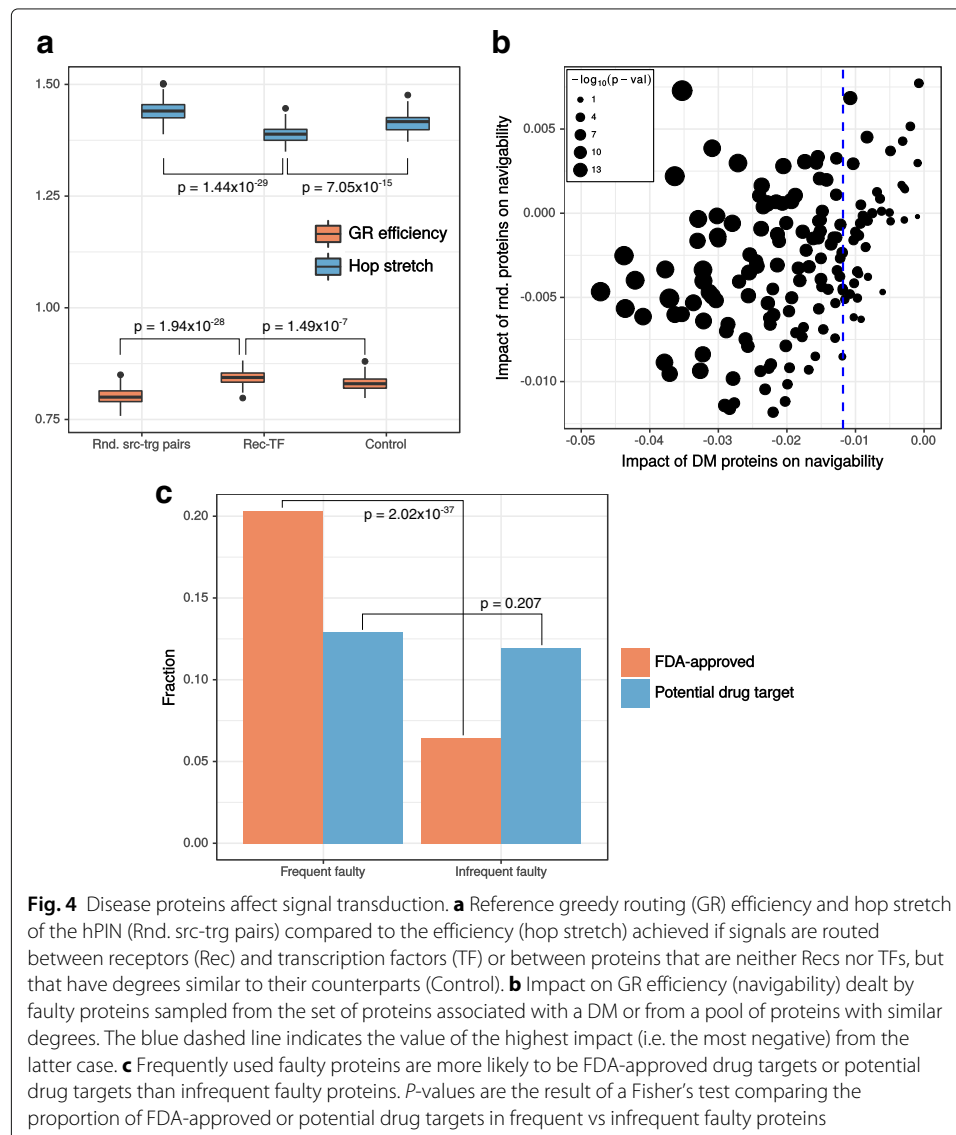 a
1.50
1.25
1.00
0.75
p = 1.44x10-29
p = 7.05x10-15
GR efficiency
Hop stretch
p = 1.94x10-28
p = 1.49x10-7
Rnd. src-trg pairs
Rec-TF
Control
b
−log10(p − val)
1
4
7
10
13
Impact of rnd. proteins on navigability
0.005
0.000
-0.005
-0.010
-0.05
-0.04
-0.03
-0.02
-0.01
0.00
Impact of DM proteins on navigability
c
Fraction
0.20
0.15
0.10
0.05
0.00
p = 2.02x10-37
p = 0.207
Frequent faulty
Infrequent faulty
FDA-approved
Potential drug target
Fig. 4 Disease proteins affect signal transduction. a Reference greedy routing (GR) efficiency and hop stretch
of the hPIN (Rnd. src-trg pairs) compared to the efficiency (hop stretch) achieved if signals are routed
between receptors (Rec) and transcription factors (TF) or between proteins that are neither Recs nor TFs, but
that have degrees similar to their counterparts (Control). b Impact on GR efficiency (navigability) dealt by
faulty proteins sampled from the set of proteins associated with a DM or from a pool of proteins with similar
degrees. The blue dashed line indicates the value of the highest impact (i.e. the most negative) from the
latter case. c Frequently used faulty proteins are more likely to be FDA-approved drug targets or potential
drug targets than infrequent faulty proteins. P-values are the result of a Fisher's test comparing the
proportion of FDA-approved or potential drug targets in frequent vs infrequent faulty proteins